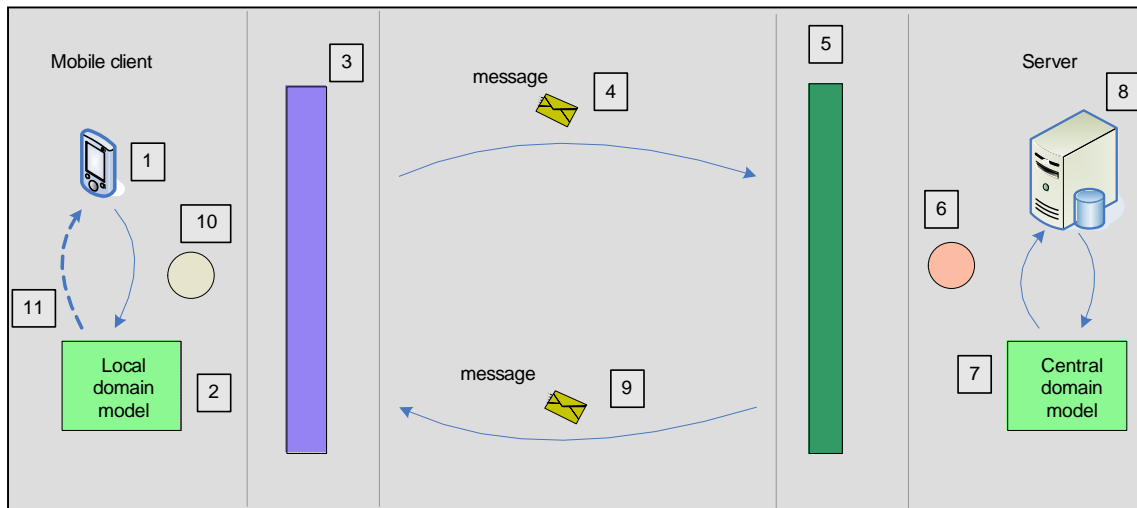 Mobile client
3
message
4
5
Server
8
1
10
6
11
Local
domain
model
2
message
9
7
Central
domain
model